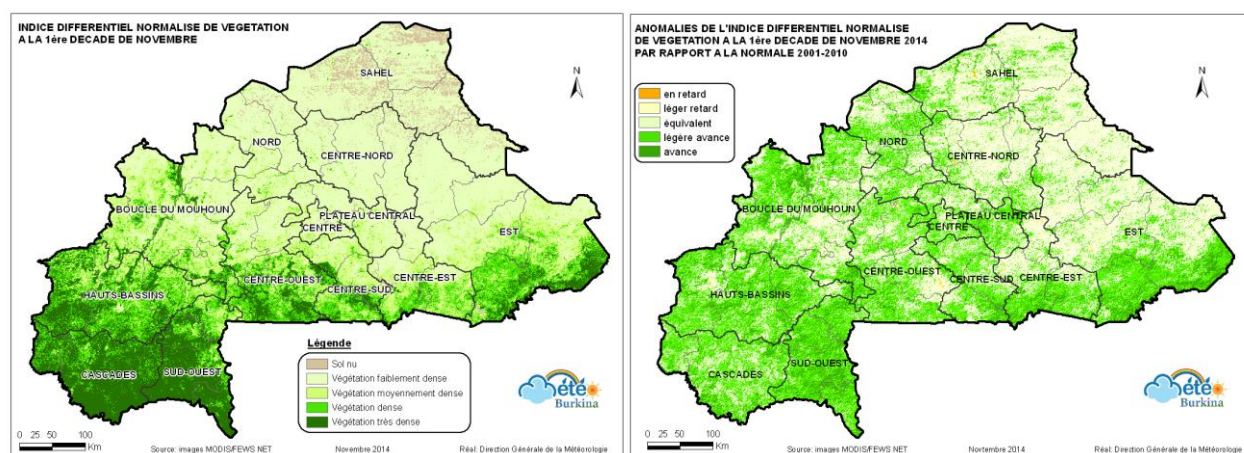 INDICE DIFFERENTIEL NORMALISE DE VEGETATION
A LA 1ère DECADE DE NOVEMBRE
N
SAHEL
NORD
CENTRE-NORD
BOUCLE DU MOUHOUN
PLATEAU CENTRAL
CENTRE
EST
CENTRE-OUEST
CENTRE-EST
CENTRE-SUD
HAUTS-BASSINS
CASCADES
SUD-OUEST
Légende
Sol nu
Végétation faiblement dense
Végétation moyennement dense
Végétation dense
Végétation très dense
été
Burkina
0 25 50 100
Km
Source: images MODIS/FEWS NET
Novembre 2014
Réal: Direction Générale de la Météorologie
ANOMALIES DE L'INDICE DIFFERENTIEL NORMALISE
DE VEGETATION A LA 1ère DECADE DE NOVEMBRE 2014
PAR RAPPORT A LA NORMALE 2001-2010
en retard
léger retard
équivalent
légère avance
avance
N
SAHEL
NORD
CENTRE-NORD
BOUCLE DU MOUHOUN
PLATEAU CENTRAL
CENTRE
EST
CENTRE-OUEST
CENTRE-SUD
CENTRE-EST
HAUTS-BASSINS
SUD-OUEST
CASCADES
été
Burkina
0 25 50 100
Km
Source: images MODIS/FEWS NET
2014
Réal: Direction Générale de la Météorologie